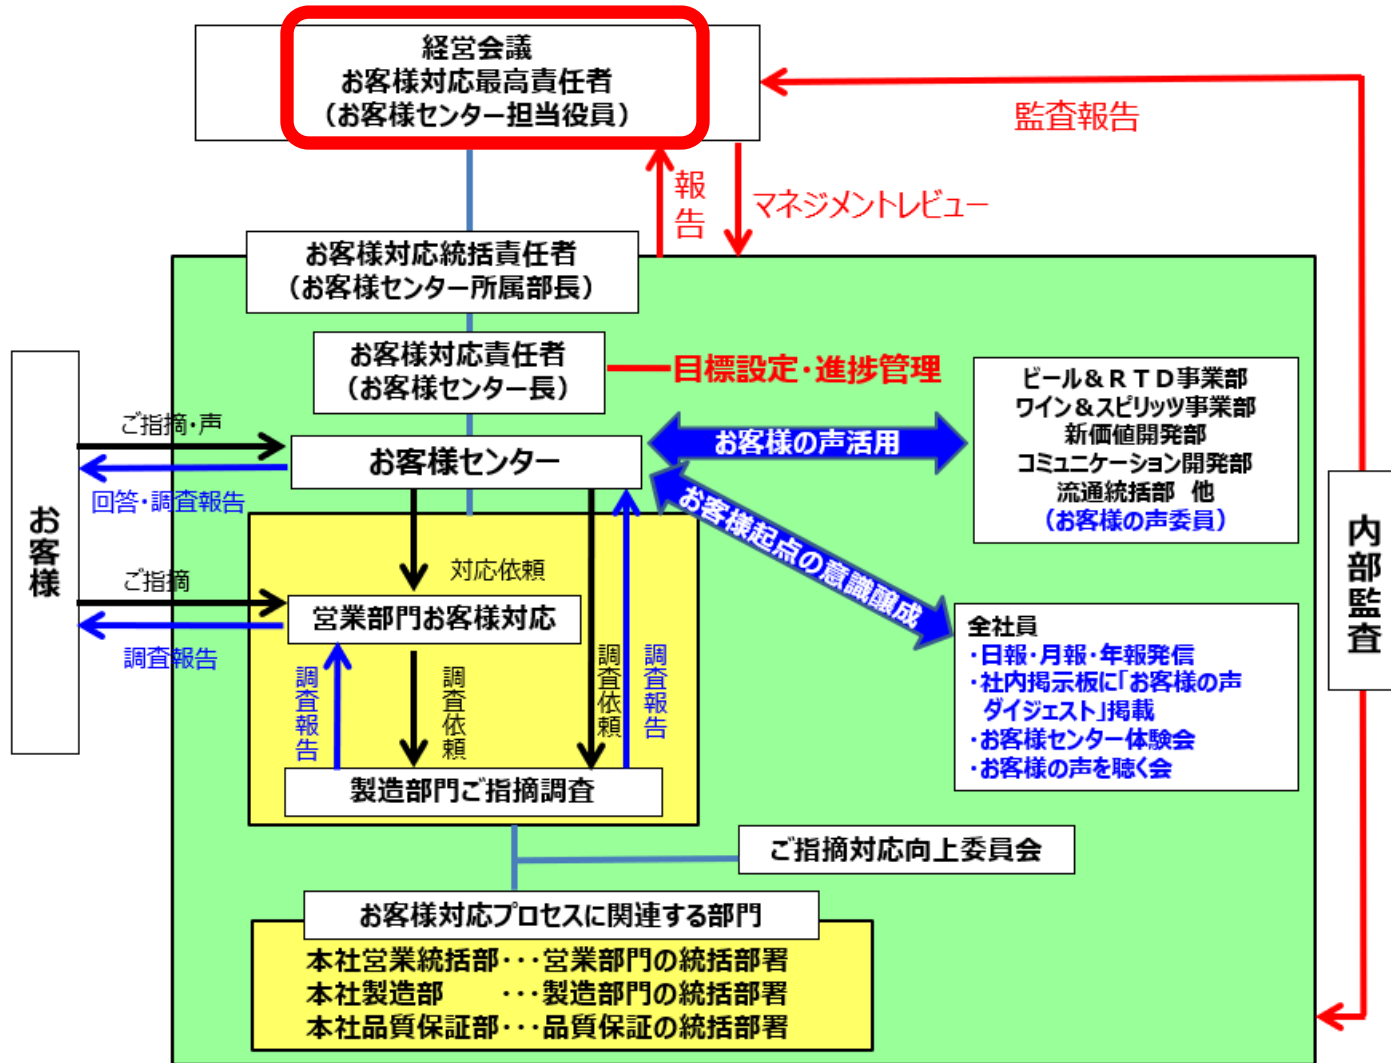 経営会議
お客様対応最高責任者
（お客様センター担当役員）
監査報告
報告
マネジメントレビュー
お客様対応統括責任者
（お客様センター所属部長）
お客様対応責任者
（お客様センター長）
目標設定・進捗管理
ビール＆ＲＴＤ事業部
ワイン＆スピリッツ事業部
新価値開発部
コミュニケーション開発部
流通統括部　他
（お客様の声委員）
ご指摘・声
お客様センター
お客様の声活用
回答・調査報告
お客様起点の意識醸成
お客様
内部監査
ご指摘
対応依頼
営業部門お客様対応
調査報告
調査報告
調査依頼
調査依頼
調査報告
全社員
・日報・月報・年報発信
・社内掲示板に「お客様の声
ダイジェスト」掲載
・お客様センター体験会
・お客様の声を聴く会
製造部門ご指摘調査
ご指摘対応向上委員会
お客様対応プロセスに関連する部門
本社営業統括部・・・営業部門の統括部署
本社製造部　　・・・製造部門の統括部署
本社品質保証部・・・品質保証の統括部署